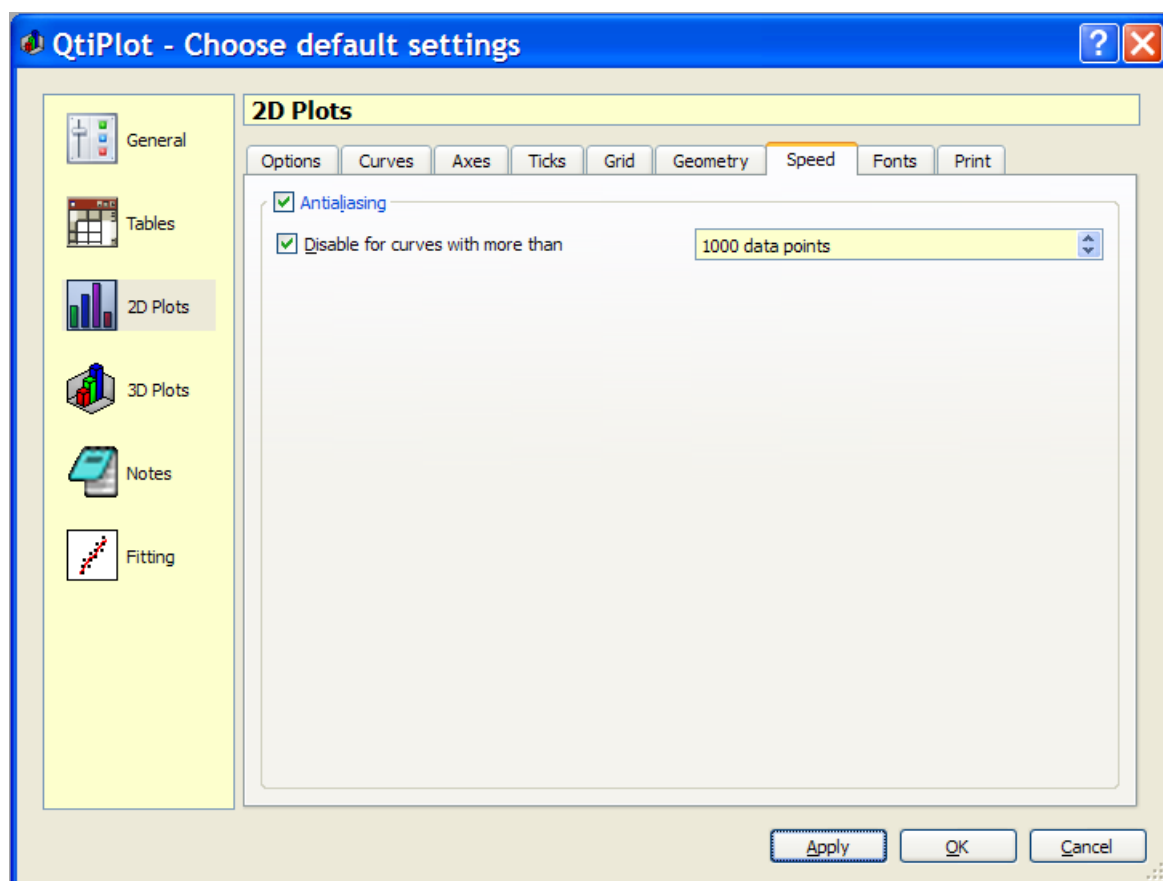 QtiPlot - Choose default settings
General
Tables
2D Plots
3D Plots
Notes
Fitting
2D Plots
Options Curves Axes Ticks Grid Geometry Speed Fonts Print
Antialiasing
Disable for curves with more than 1000 data points
Apply OK Cancel